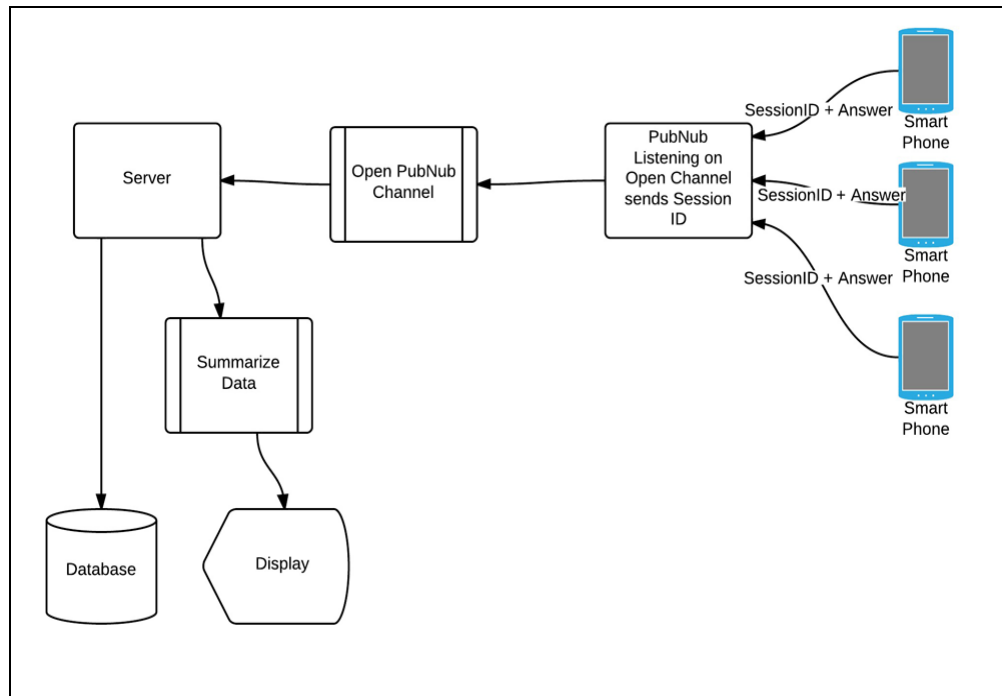 SessionID + Answer
Smart
Phone
Server
Open PubNub
Channel
PubNub
Listening on
Open Channel
sends Session
ID
SessionID + Answer
Smart
Phone
SessionID + Answer
Smart
Phone
Summarize
Data
Database
Display